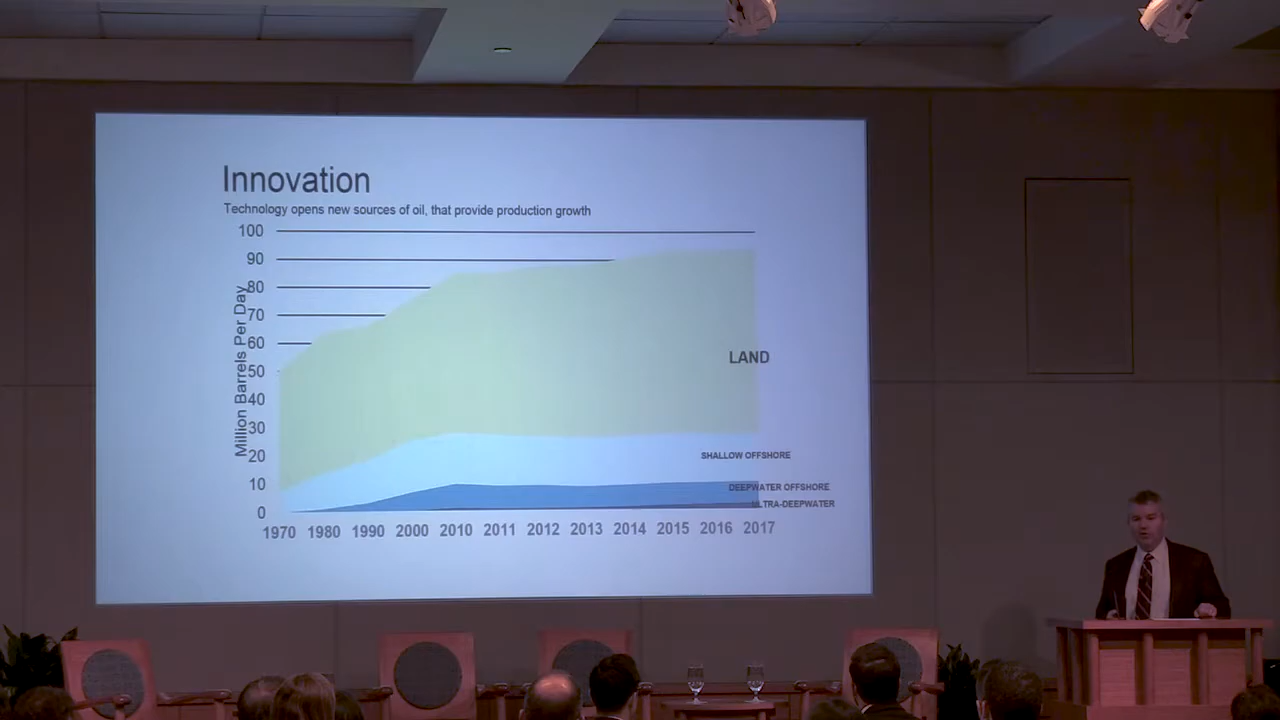 Innovation
Technology opens new sources of oil, that provide production growth
Million Barrels Per Day
100
90
80
70
60
50
40
30
20
10
0
LAND
SHALLOW OFFSHORE
DEEPWATER OFFSHORE
ULTRA-DEEPWATER
1970 1980 1990 2000 2010 2011 2012 2013 2014 2015 2016 2017